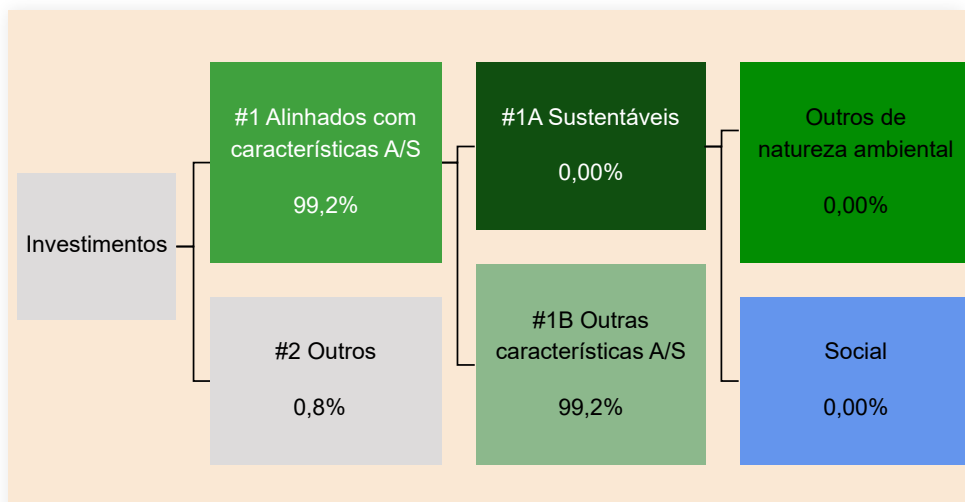 Investimentos
#1 Alinhados com
características A/S
99,2%
#2 Outros
0,8%
#1A Sustentáveis
0,00%
#1B Outras
características A/S
99,2%
Outros de
natureza ambiental
0,00%
Social
0,00%